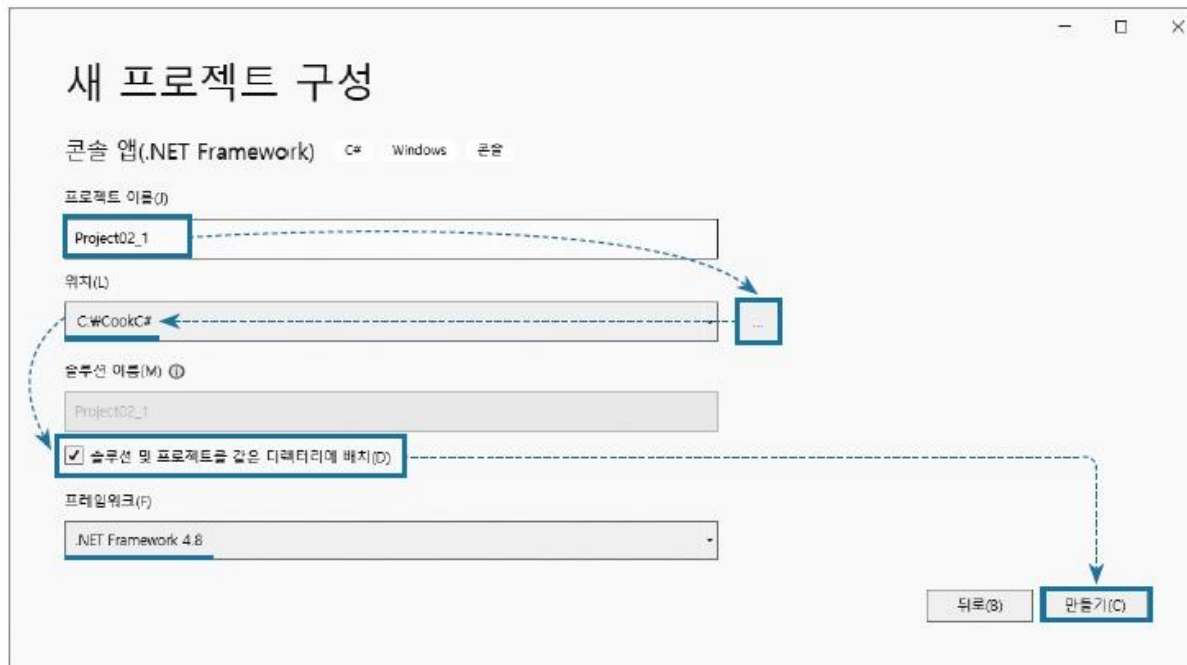 새 프로젝트 구성
콘솔 앱(.NET Framework) C# Windows 콘솔
프로젝트 이름(J)
Project02_1
위치(L)
C:₩CookC#
...
솔루션 이름(M) ⓘ
Project02_1
솔루션 및 프로젝트를 같은 디렉터리에 배치(D)
프레임워크(F)
.NET Framework 4.8
뒤로(B) 만들기(C)